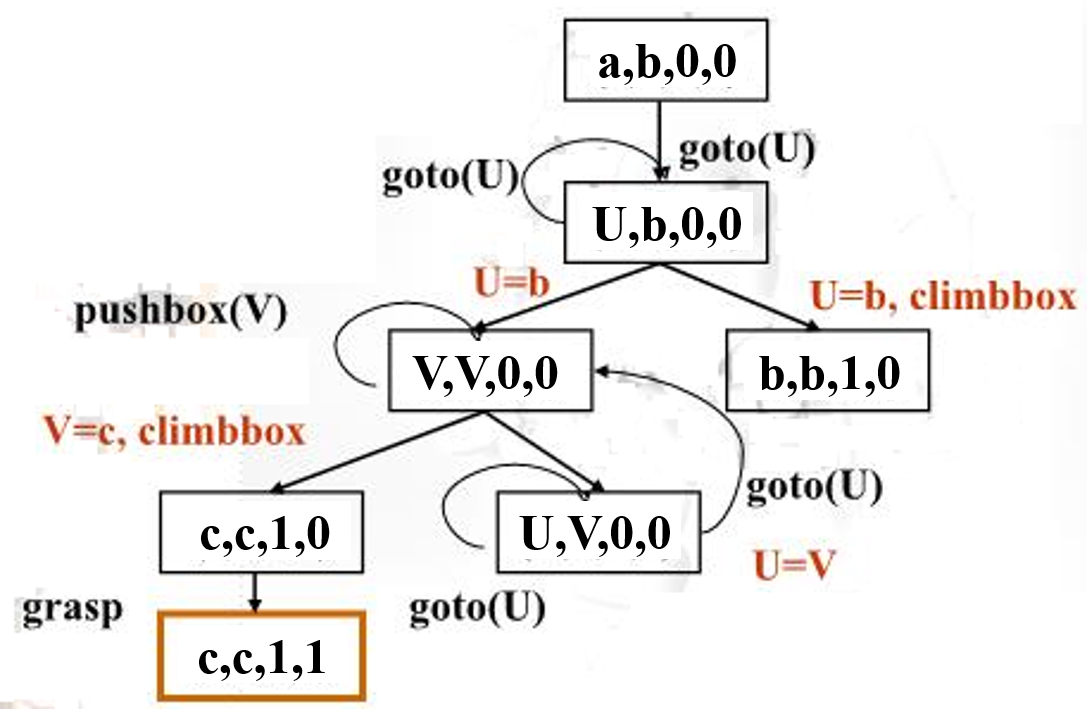 a,b,0,0
goto(U)
goto(U)
U,b,0,0
U=b
U=b, climbbox
pushbox(V)
V,V,0,0
b,b,1,0
V=c, climbbox
goto(U)
c,c,1,0
U,V,0,0
U=V
grasp
goto(U)
c,c,1,1